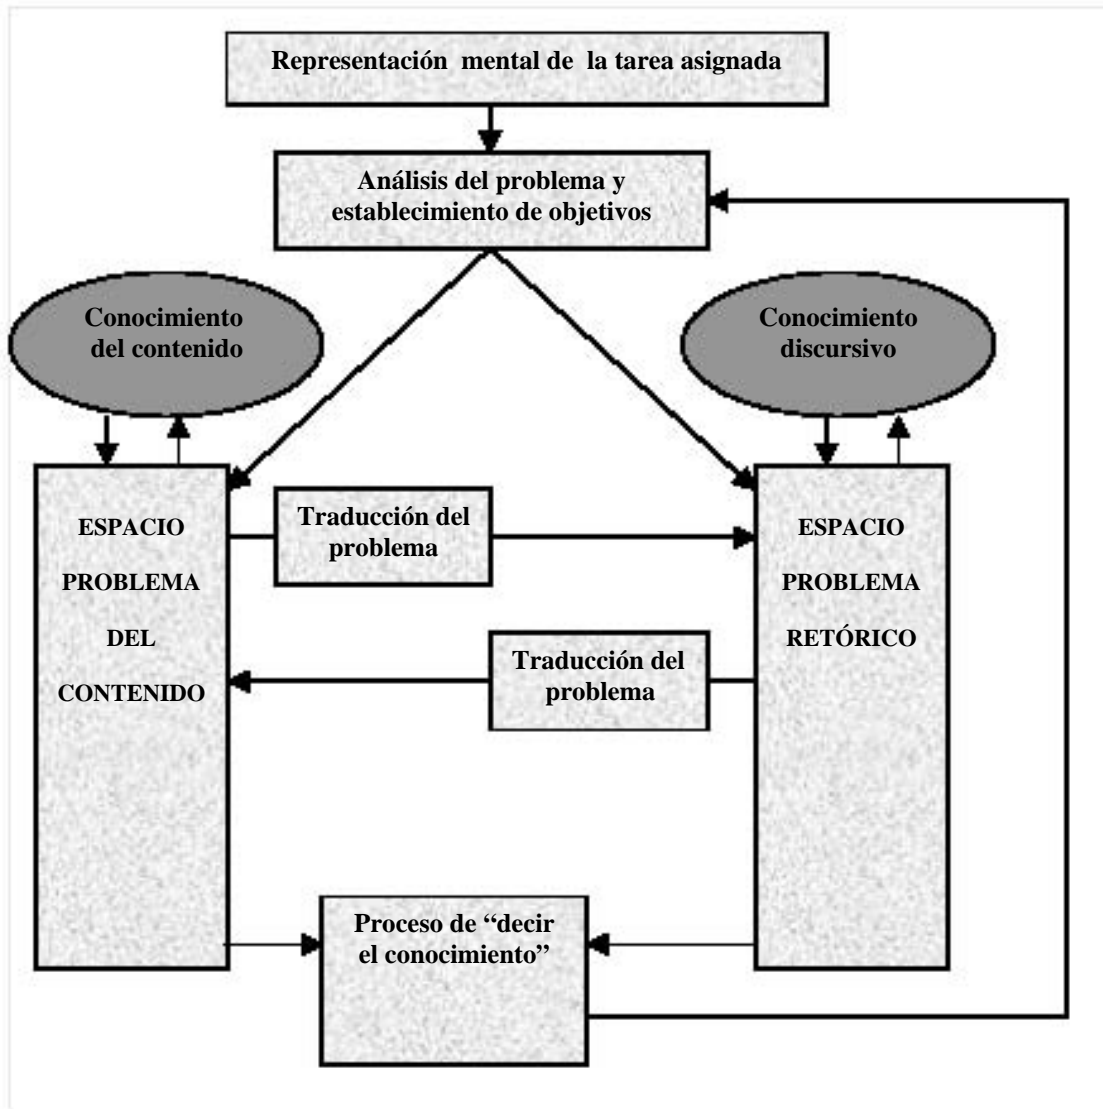 Representación mental de la tarea asignada
Análisis del problema y
establecimiento de objetivos
Conocimiento
del contenido
Conocimiento
discursivo
ESPACIO
PROBLEMA
DEL
CONTENIDO
Traducción del
problema
ESPACIO
PROBLEMA
RETÓRICO
Traducción del
problema
Proceso de “decir
el conocimiento”